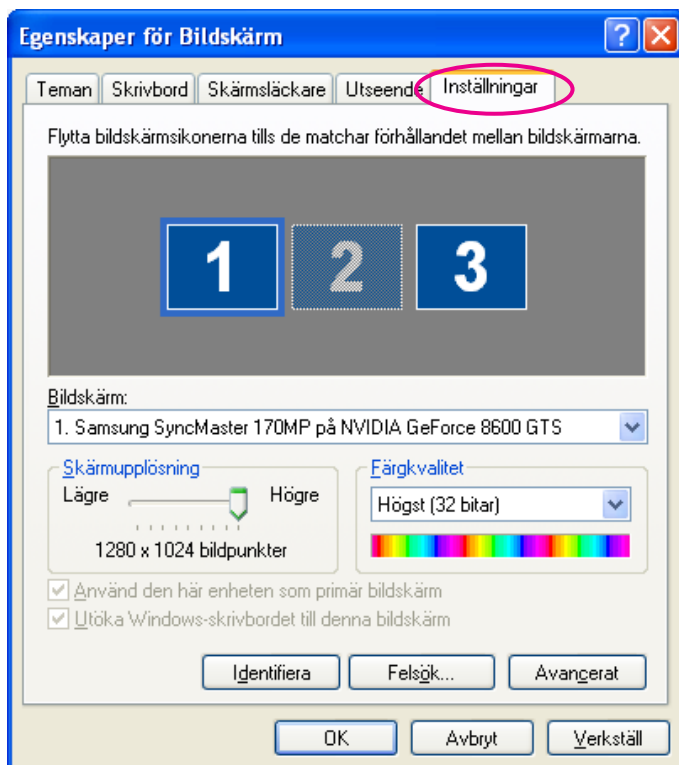 Egenskaper för Bildskärm
Teman Skrivbord Skärmsläckare Utseende Inställningar
Flytta bildskärmsikonerna tills de matchar förhållandet mellan bildskärmarna.
1 2 3
Bildskärm:
1. Samsung SyncMaster 170MP på NVIDIA GeForce 8600 GTS
Skärmupplösning
Lägre Högre
1280 x 1024 bildpunkter
Färgkvalitet
Högst (32 bitar)
Använd den här enheten som primär bildskärm
Utöka Windows-skrivbordet till denna bildskärm
Identifiera Felsök... Avancerat
OK Avbryt Verkställ